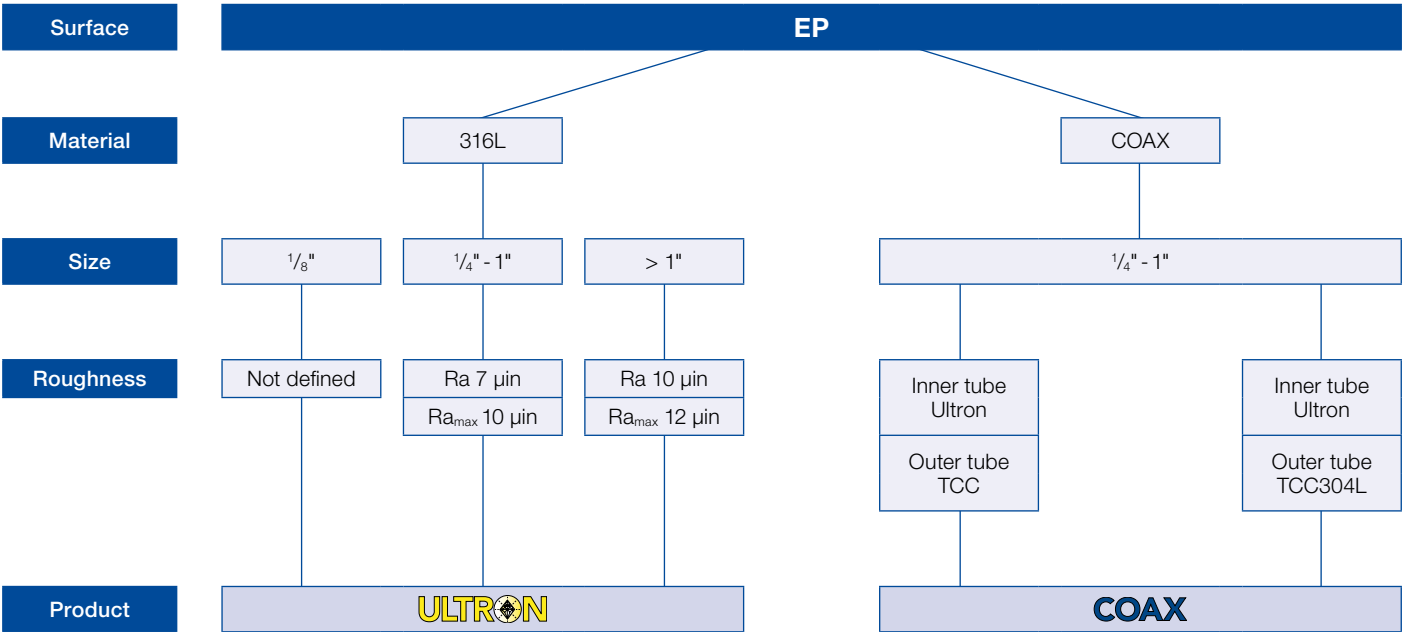 Surface
EP
Material
316L
COAX
Size
1/8"
1/4" - 1"
> 1"
1/4" - 1"
Roughness
Not defined
Ra 7 µin
Ra 10 µin
Inner tube
Ultron
Inner tube
Ultron
Ramax 10 µin
Ramax 12 µin
Outer tube
TCC
Outer tube
TCC304L
Product
ULTRON
COAX